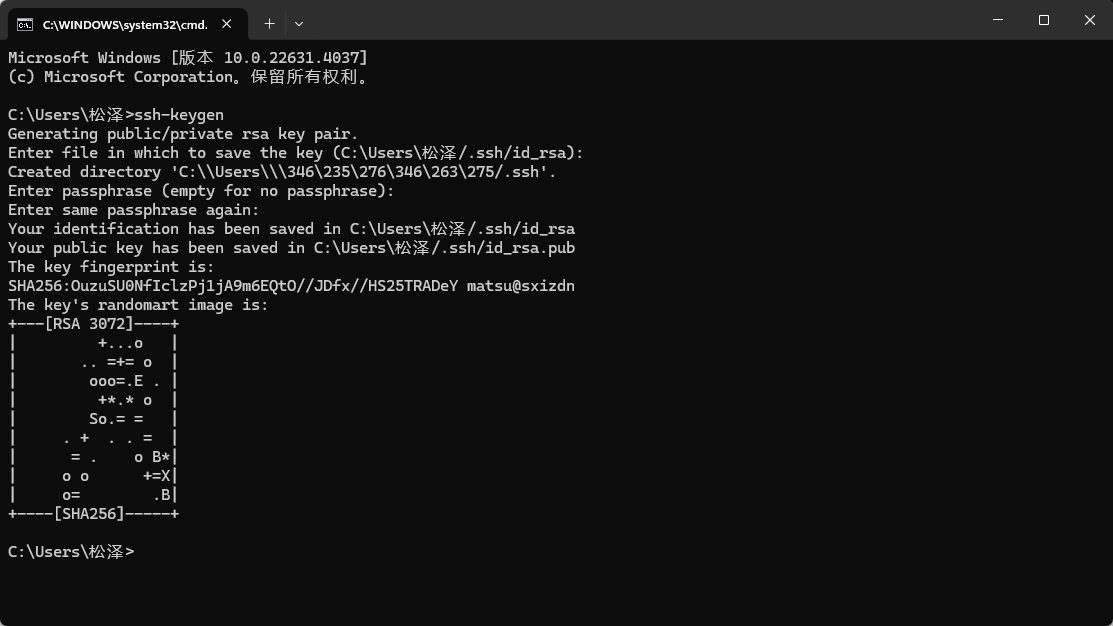 C:\WINDOWS\system32\cmd.
Microsoft Windows [版本 10.0.22631.4037]
(c) Microsoft Corporation。保留所有权利。
C:\Users\松泽>ssh-keygen
Generating public/private rsa key pair.
Enter file in which to save the key (C:\Users\松泽/.ssh/id_rsa):
Created directory 'C:\\Users\\\346\235\276\346\263\275/.ssh'.
Enter passphrase (empty for no passphrase):
Enter same passphrase again:
Your identification has been saved in C:\Users\松泽/.ssh/id_rsa
Your public key has been saved in C:\Users\松泽/.ssh/id_rsa.pub
The key fingerprint is:
SHA256:OuzuSU0NfIclzPj1jA9m6EQtO//JDfx//HS25TRADeY matsu@sxizdn
The key's randomart image is:
+---[RSA 3072]----+
|         +...o   |
|       .. =+= o  |
|        ooo=.E . |
|         +*.* o  |
|        So.= =   |
|     . +  . . =  |
|      = .    o B*|
|     o o      +=X|
|     o=        .B|
+----[SHA256]-----+
C:\Users\松泽>